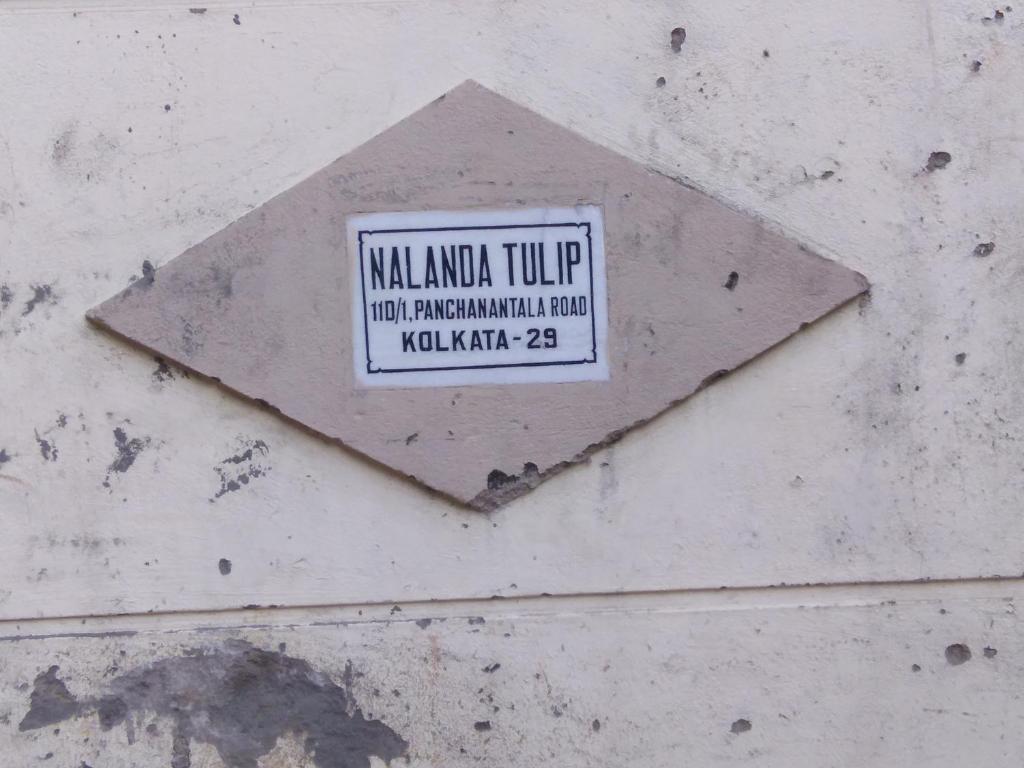 NALANDA TULIP
11D/1, PANCHANANTALA ROAD
KOLKATA-29